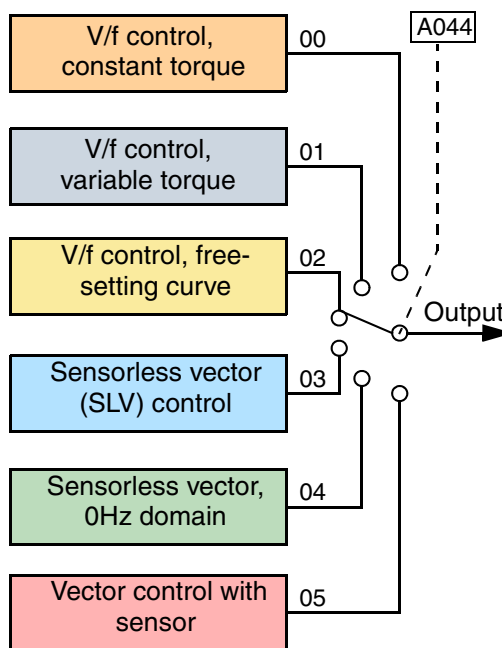 A044
V/f control,
constant torque
00
V/f control,
variable torque
01
V/f control, free-
setting curve
02
Output
Sensorless vector
(SLV) control
03
Sensorless vector,
0Hz domain
04
Vector control with
sensor
05